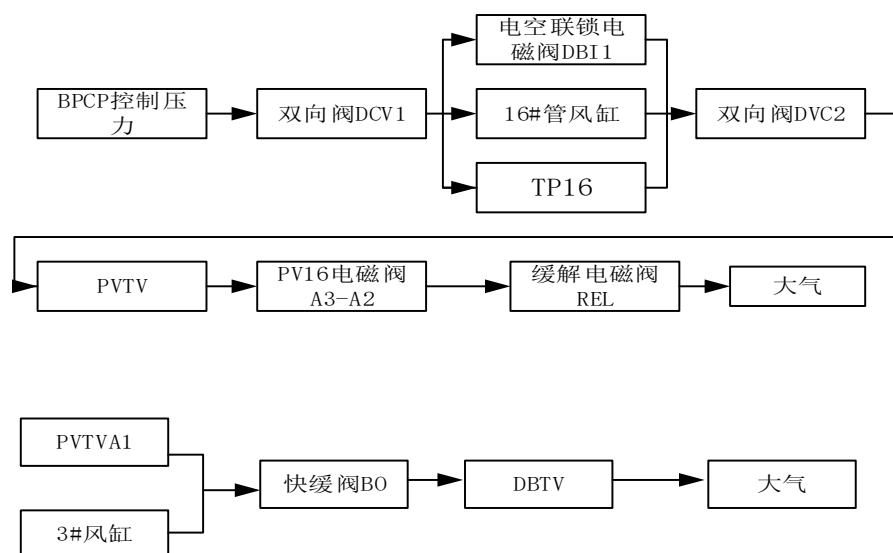 电空联锁电
磁阀DBI1
BPCP控制压
力
双向阀DCV1
16#管风缸
双向阀DVC2
TP16
PVTV
PV16电磁阀
A3-A2
缓解电磁阀
REL
大气
PVTVA1
3#风缸
快缓阀BO
DBTV
大气